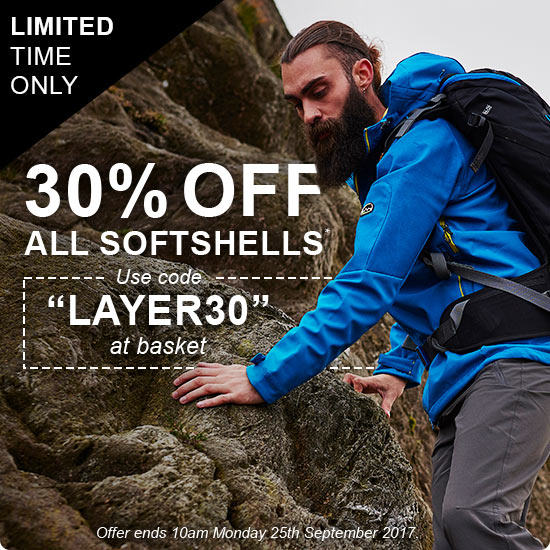 LIMITED
TIME
ONLY
30% OFF
ALL SOFTSHELLS*
Use code
“LAYER30”
at basket
Offer ends 10am Monday 25th September 2017.